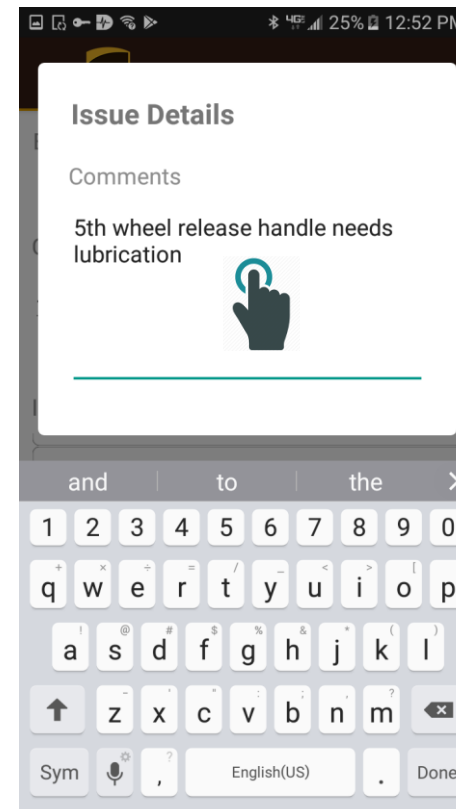 4G 25% 12:52 PM
Issue Details
Comments
5th wheel release handle needs
lubrication
and to the
1 2 3 4 5 6 7 8 9 0
+ × ÷ = / _ < > [
q w e r t y u i o p
! @ # $ % & * ( )
a s d f g h j k l
- ' " : ; , ?
z x c v b n m
Sym , ? English(US) . Done